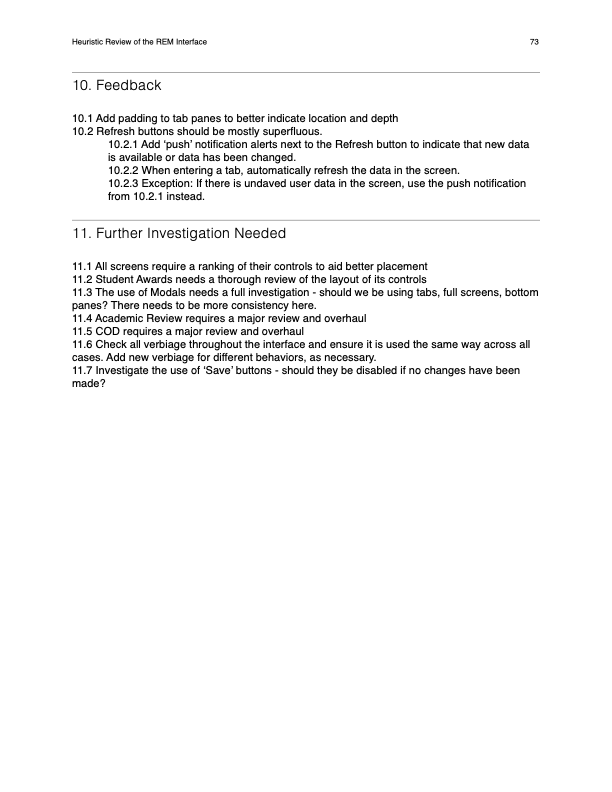 Heuristic Review of the REM Interface 73
10. Feedback
10.1 Add padding to tab panes to better indicate location and depth
10.2 Refresh buttons should be mostly superfluous.
10.2.1 Add ‘push’ notification alerts next to the Refresh button to indicate that new data
is available or data has been changed.
10.2.2 When entering a tab, automatically refresh the data in the screen.
10.2.3 Exception: If there is undaved user data in the screen, use the push notification
from 10.2.1 instead.
11. Further Investigation Needed
11.1 All screens require a ranking of their controls to aid better placement
11.2 Student Awards needs a thorough review of the layout of its controls
11.3 The use of Modals needs a full investigation - should we be using tabs, full screens, bottom
panes? There needs to be more consistency here.
11.4 Academic Review requires a major review and overhaul
11.5 COD requires a major review and overhaul
11.6 Check all verbiage throughout the interface and ensure it is used the same way across all
cases. Add new verbiage for different behaviors, as necessary.
11.7 Investigate the use of ‘Save’ buttons - should they be disabled if no changes have been
made?